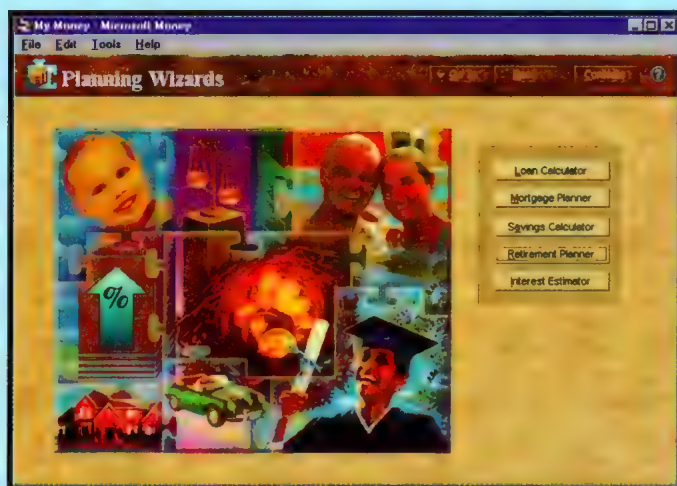 My Money - Microsoft Money
File Edit Tools Help
Planning Wizards
%
Loan Calculator
Mortgage Planner
Savings Calculator
Retirement Planner
Interest Estimator